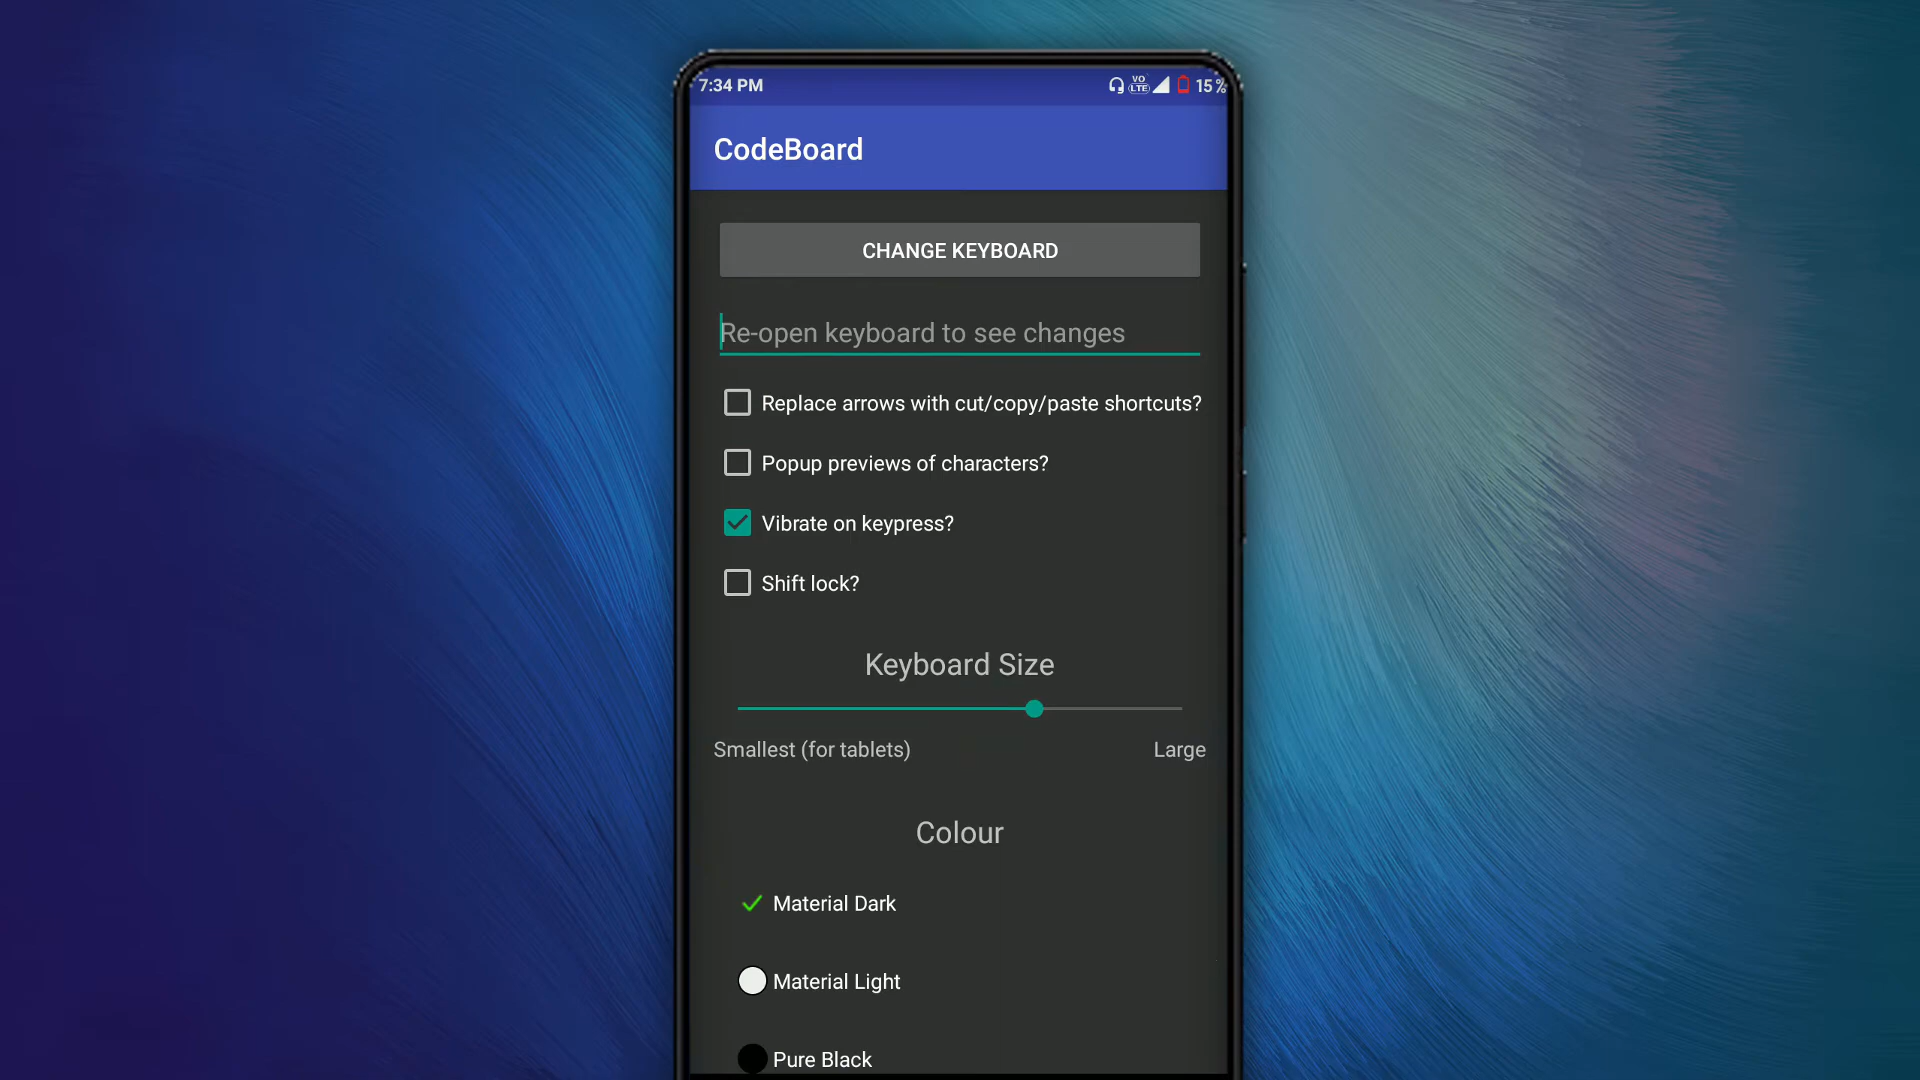 7:34 PM VO LTE 15%
CodeBoard
CHANGE KEYBOARD
Re-open keyboard to see changes
Replace arrows with cut/copy/paste shortcuts?
Popup previews of characters?
Vibrate on keypress?
Shift lock?
Keyboard Size
Smallest (for tablets) Large
Colour
Material Dark
Material Light
Pure Black